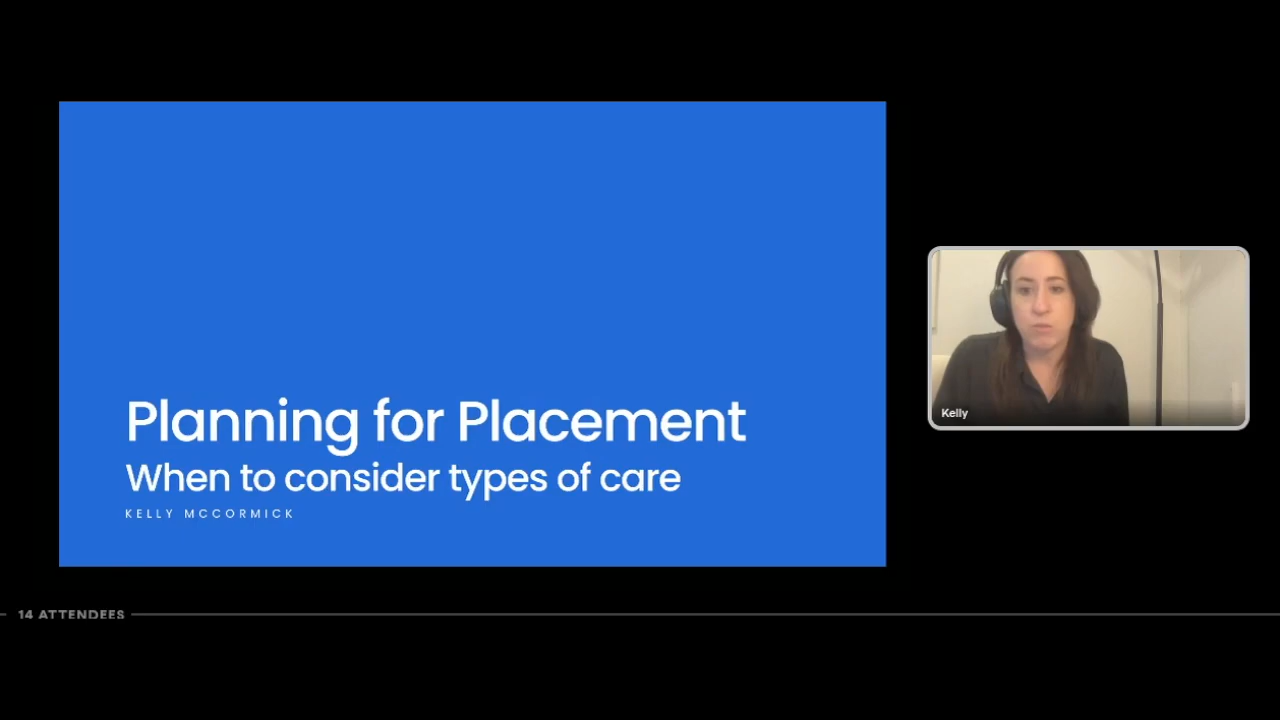 Planning for Placement
When to consider types of care
KELLY MCCORMICK
Kelly
14 ATTENDEES